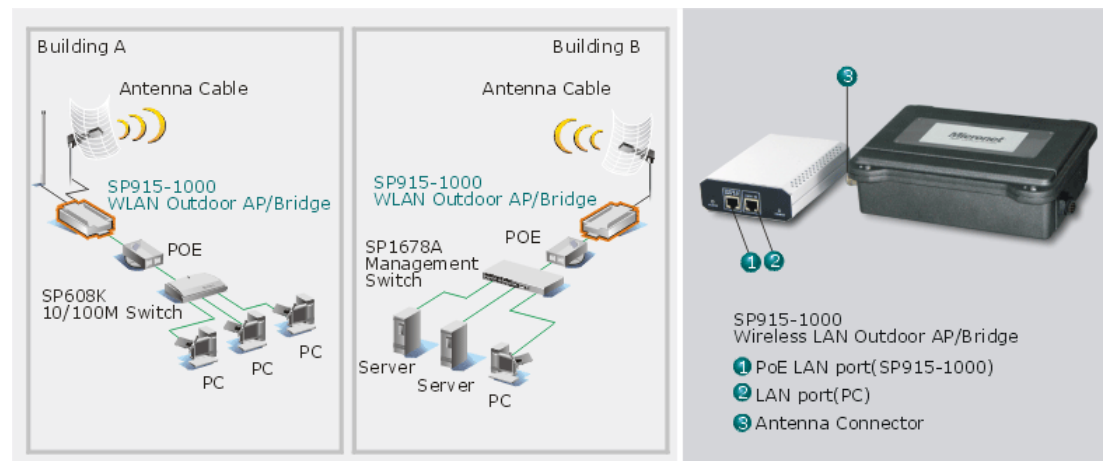 Building A
Antenna Cable
SP915-1000
WLAN Outdoor AP/Bridge
POE
SP608K
10/100M Switch
PC
PC
PC
Building B
Antenna Cable
SP915-1000
WLAN Outdoor AP/Bridge
POE
SP1678A
Management
Switch
Server
Server
PC
3
Micronet
1 2
SP915-1000
Wireless LAN Outdoor AP/Bridge
1 PoE LAN port(SP915-1000)
2 LAN port(PC)
3 Antenna Connector